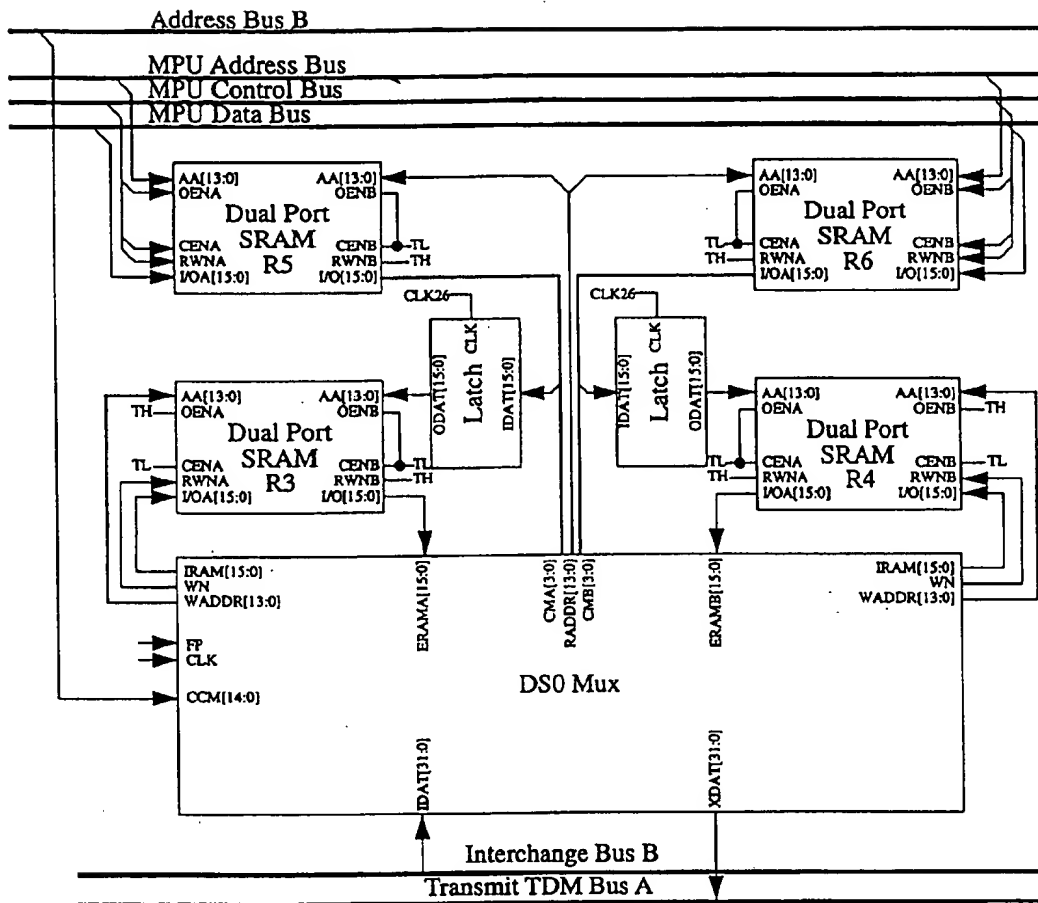 Address Bus B
MPU Address Bus
MPU Control Bus
MPU Data Bus
AA[13:0] AA[13:0]
OENA OENB
Dual Port
SRAM
R5
CENA CENB TL
RWNA RWNB TH
I/OA[15:0] I/O[15:0]
AA[13:0] AA[13:0]
OENA OENB
Dual Port
SRAM
R6
TL CENA CENB
TH RWNA RWNB
I/OA[15:0] I/O[15:0]
CLK26
CLK
ODAT[15:0]
Latch
IDAT[15:0]
CLK26
CLK
IDAT[15:0]
Latch
ODAT[15:0]
AA[13:0] AA[13:0]
TH OENA OENB
Dual Port
SRAM
R3
TL CENA CENB TL
RWNA RWNB TH
I/OA[15:0] I/O[15:0]
AA[13:0] AA[13:0]
OENA OENB TH
Dual Port
SRAM
R4
TL CENA CENB TL
TH RWNA RWNB
I/OA[15:0] I/O[15:0]
IRAM[15:0]
WN
WADDR[13:0]
ERAMA[15:0]
CMA[3:0]
RADDR[13:0]
CMB[3:0]
ERAMB[15:0]
IRAM[15:0]
WN
WADDR[13:0]
FP
CLK
CCM[14:0]
DS0 Mux
IDAT[31:0]
XDAT[31:0]
Interchange Bus B
Transmit TDM Bus A